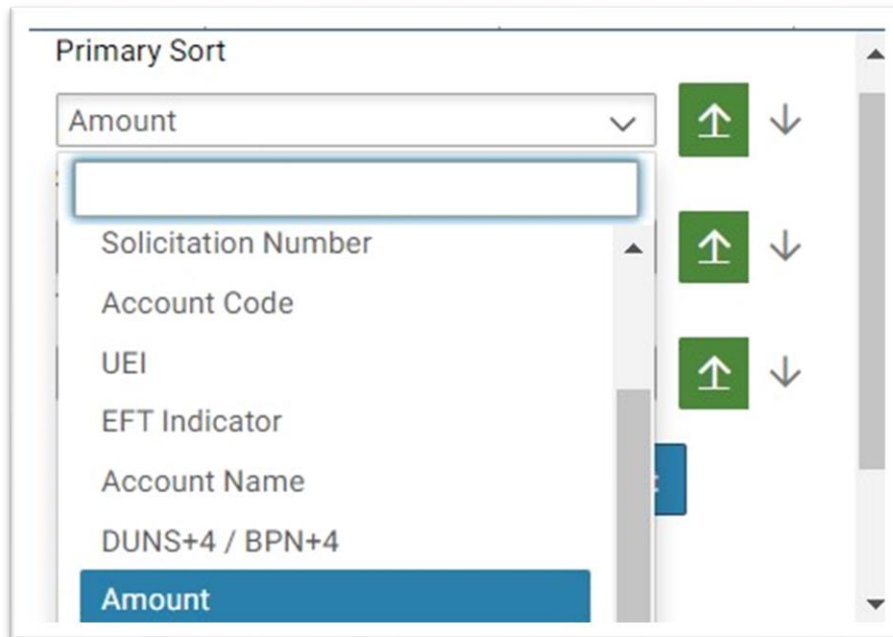 Primary Sort
Amount
Solicitation Number
Account Code
UEI
EFT Indicator
Account Name
DUNS+4 / BPN+4
Amount